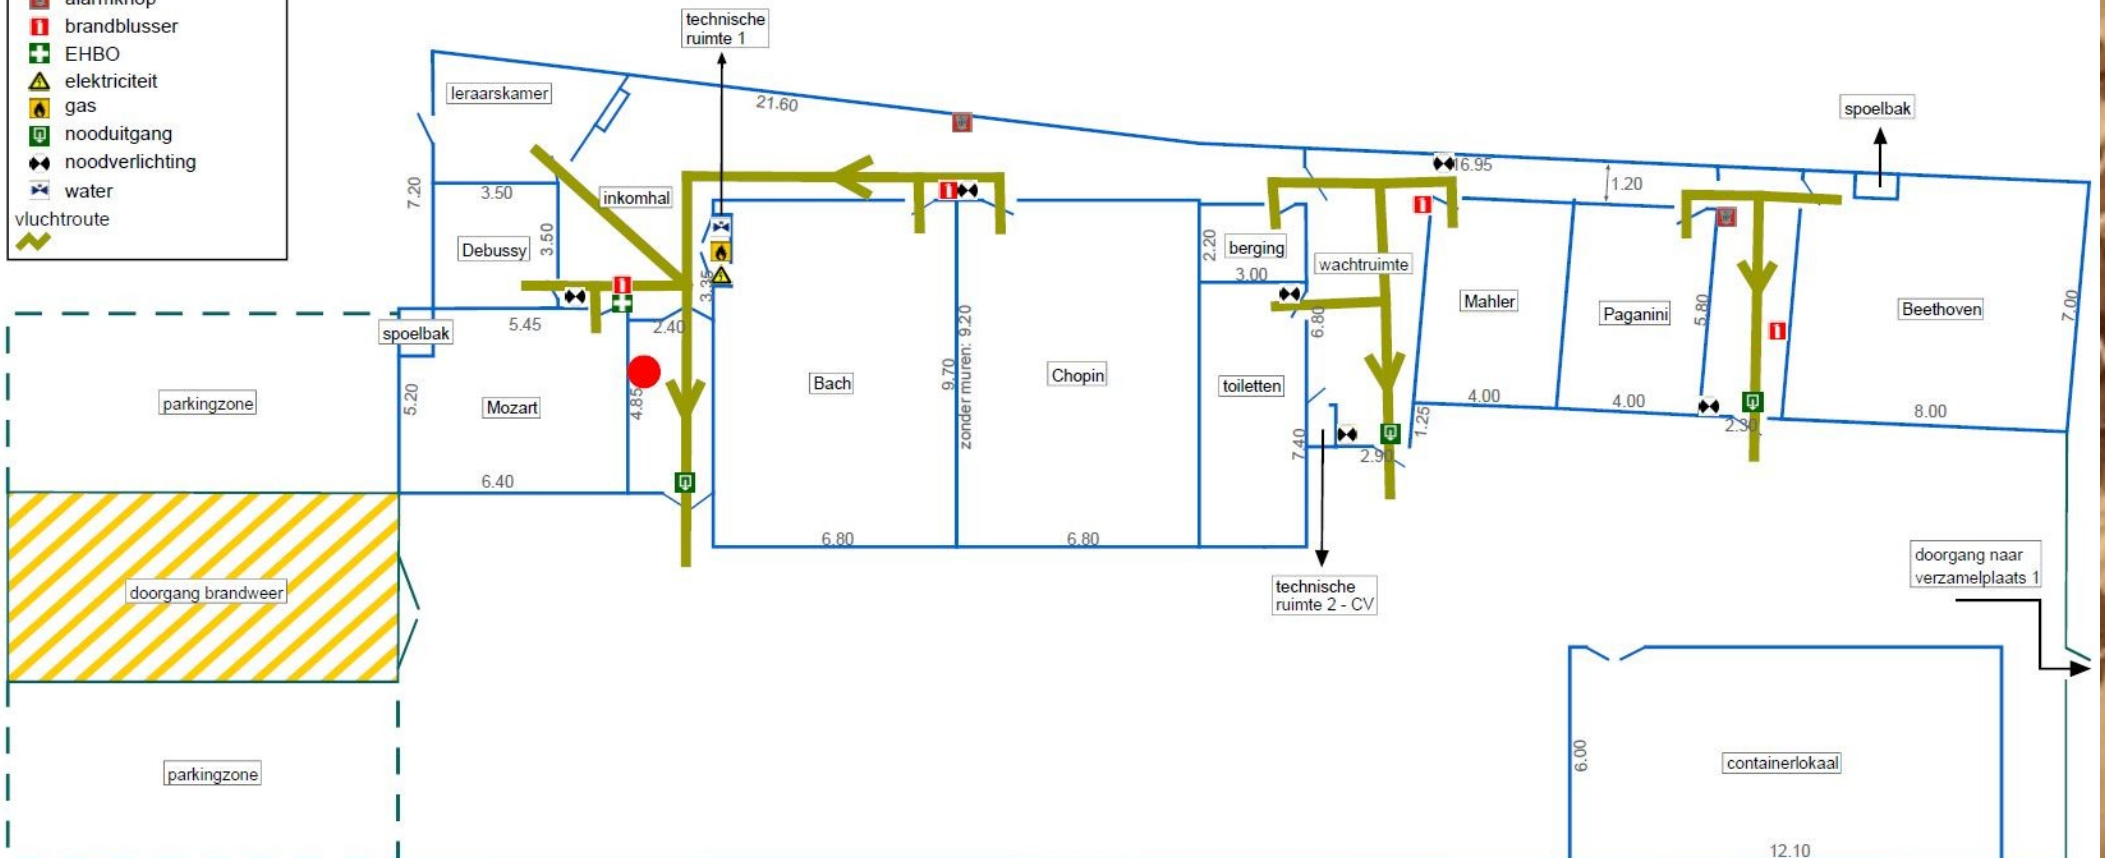 alarmknop
brandblusser
EHBO
elektriciteit
gas
nooduitgang
noodverlichting
water
vluchtroute
technische
ruimte 1
leraarskamer
21.60
spoelbak
16.95
1.20
7.20
3.50
inkomhal
Debussy
3.50
3.35
2.20
berging
3.00
wachtruimte
Mahler
Paganini
5.80
Beethoven
7.00
spoelbak
5.45
2.40
6.80
parkingzone
5.20
Mozart
4.85
Bach
9.70
zonder muren: 9.20
Chopin
toiletten
4.00
4.00
8.00
1.25
2.30
7.40
2.90
6.40
6.80
6.80
doorgang brandweer
technische
ruimte 2 - CV
doorgang naar
verzamelplaats 1
parkingzone
6.00
containerlokaal
12.10